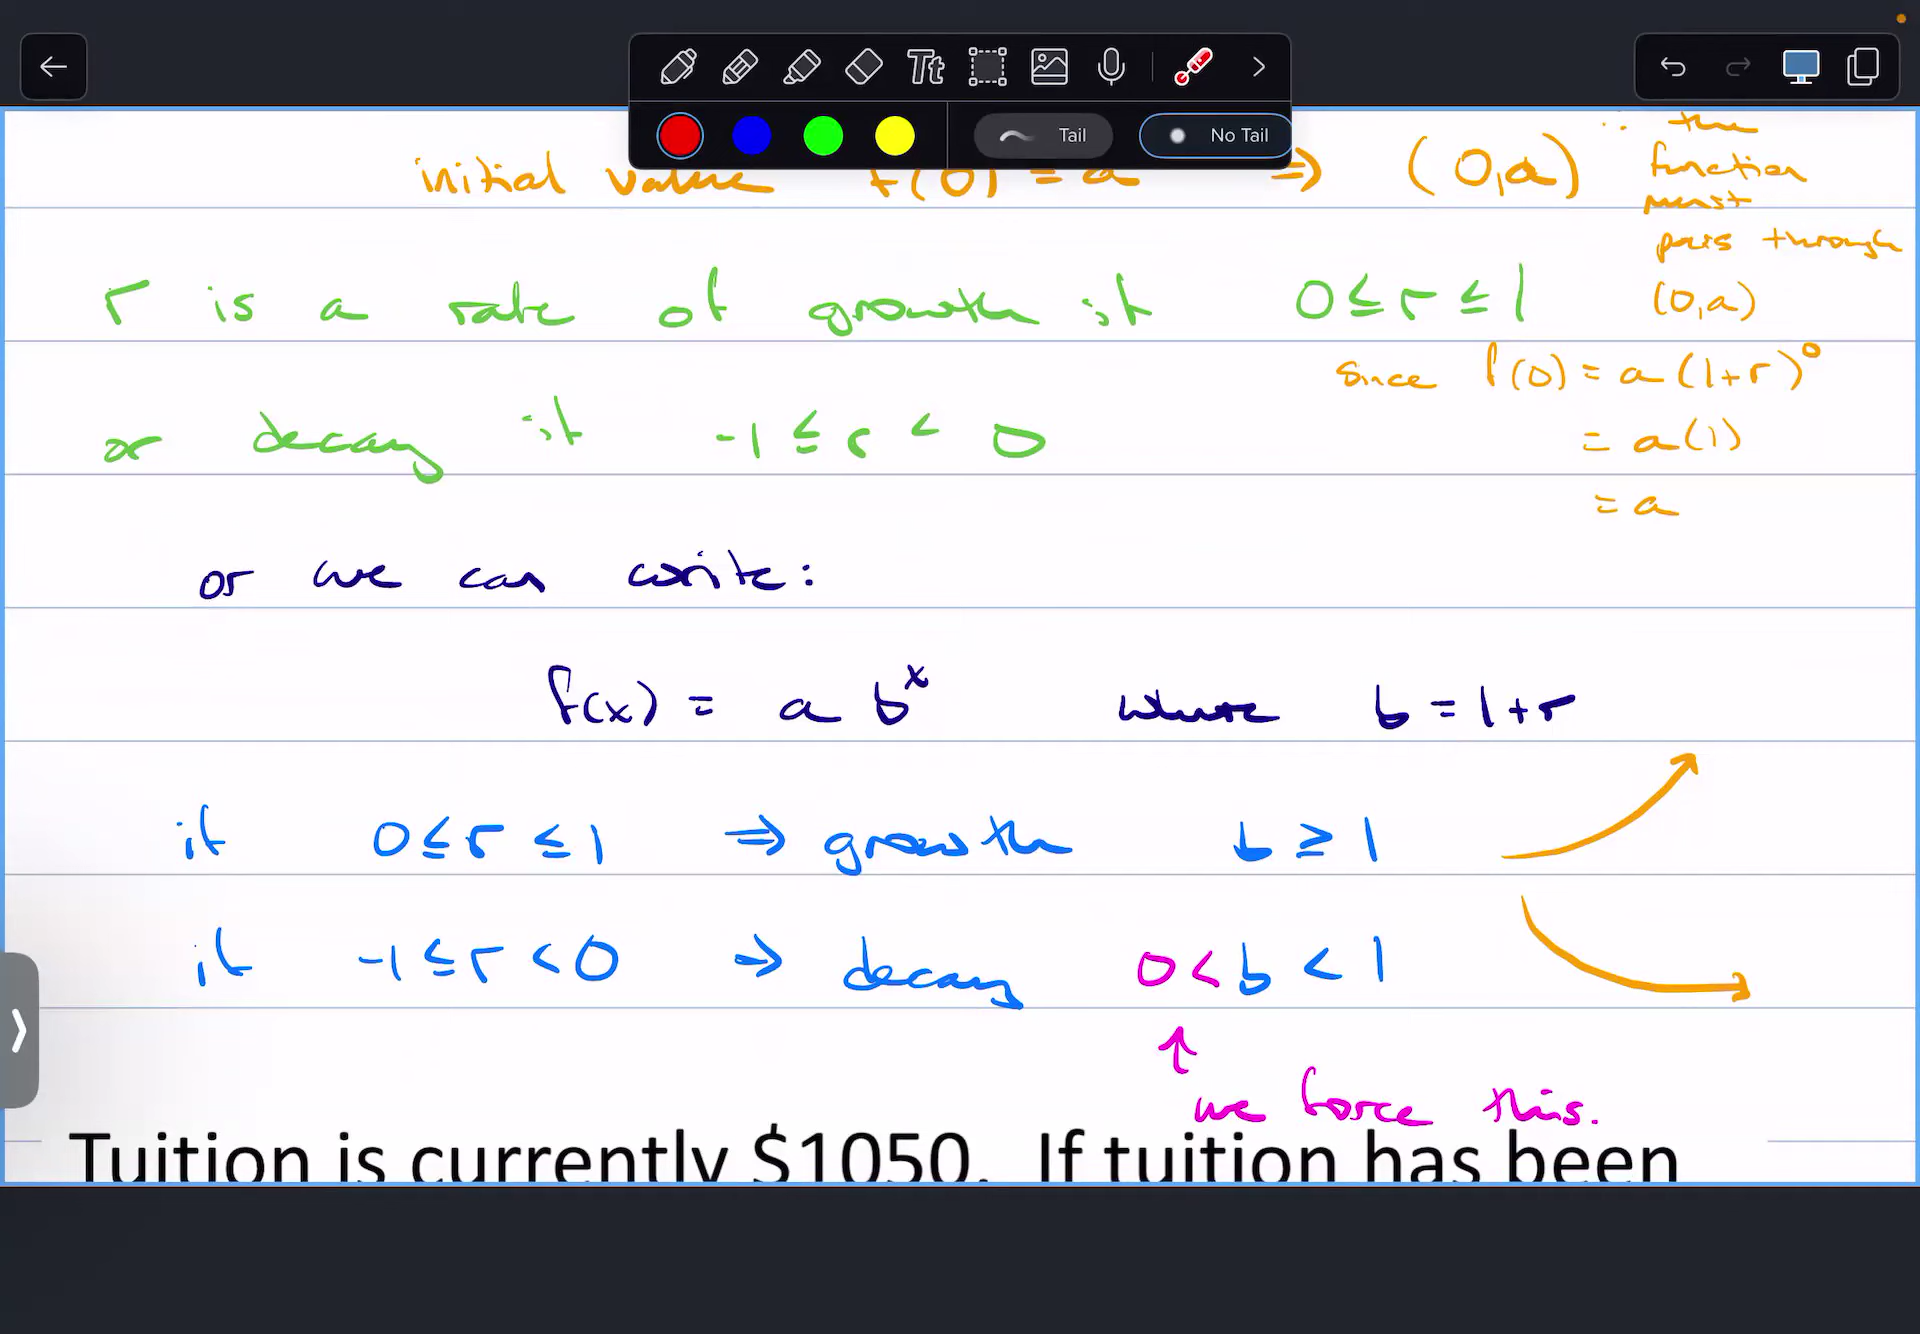 Tt
Tail
No Tail
initial value f(0) = a ⇒ (0,a)
∴ the
function
must
pass through
(0,a)
r is a rate of growth if 0 ≤ r ≤ 1
since f(0) = a(1+r)⁰
= a(1)
= a
or decay if -1 ≤ r < 0
or we can write:
f(x) = a bˣ where b = 1+r
if 0 ≤ r ≤ 1 ⇒ growth b ≥ 1
if -1 ≤ r < 0 ⇒ decay 0 < b < 1
↑
we force this.
Tuition is currently $1050. If tuition has been